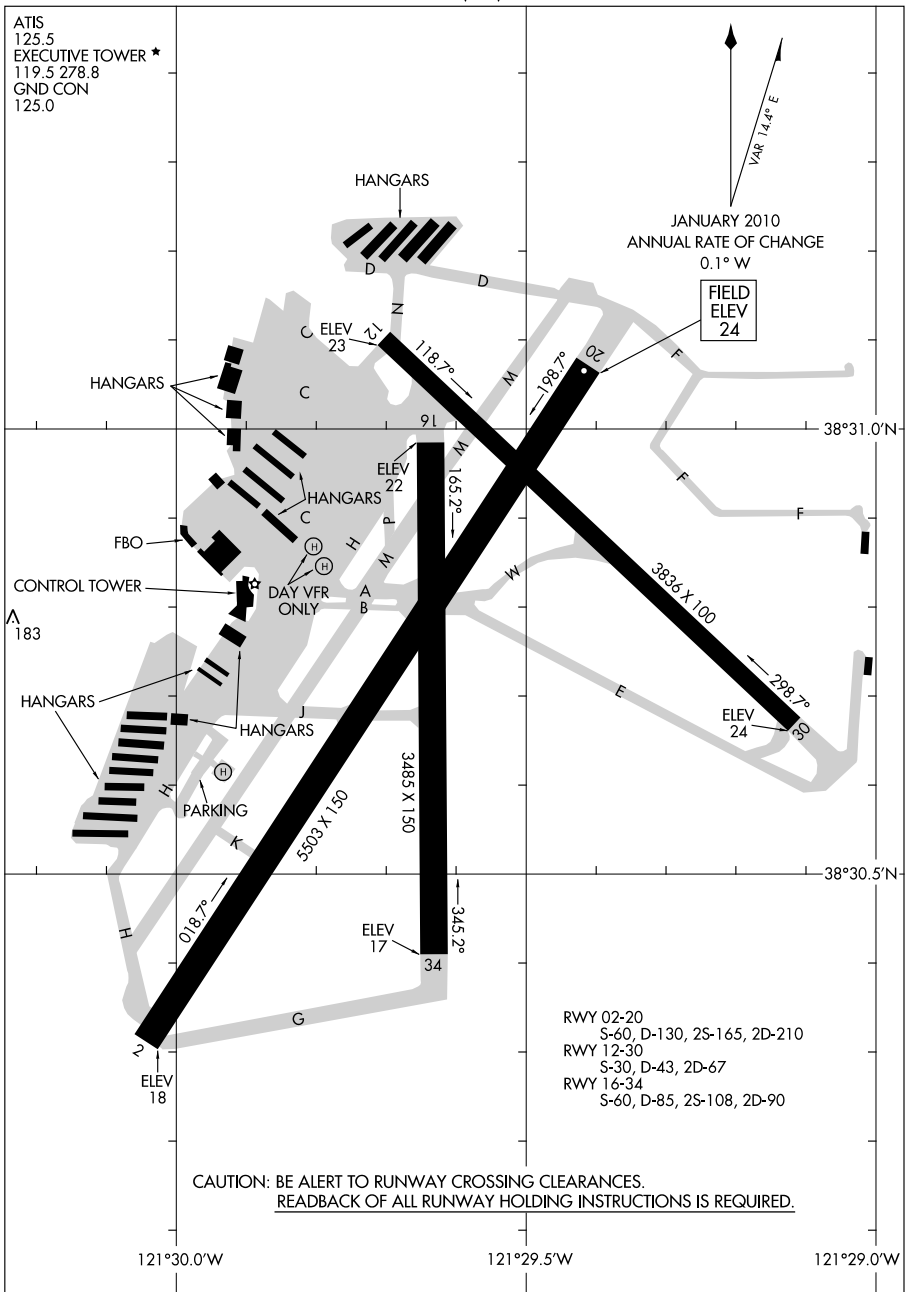 ATIS
125.5
EXECUTIVE TOWER
119.5 278.8
GND CON
125.0
VAR 14.4° E
JANUARY 2010
ANNUAL RATE OF CHANGE
0.1° W
FIELD
ELEV
24
HANGARS
D
D
N
C
ELEV
23
12
118.7°
M
198.7°
20
F
HANGARS
C
16
38°31.0'N
ELEV
22
M
165.2°
HANGARS
F
C
P
F
FBO
H
H
M
M
3836 X 100
CONTROL TOWER
H
DAY VFR
ONLY
A
B
183
298.7°
HANGARS
E
J
HANGARS
ELEV
24
30
H
H
3485 X 150
PARKING
5503 X 150
K
38°30.5'N
018.7°
345.2°
H
ELEV
17
34
G
2
ELEV
18
RWY 02-20
S-60, D-130, 2S-165, 2D-210
RWY 12-30
S-30, D-43, 2D-67
RWY 16-34
S-60, D-85, 2S-108, 2D-90
CAUTION: BE ALERT TO RUNWAY CROSSING CLEARANCES.
READBACK OF ALL RUNWAY HOLDING INSTRUCTIONS IS REQUIRED.
121°30.0'W
121°29.5'W
121°29.0'W